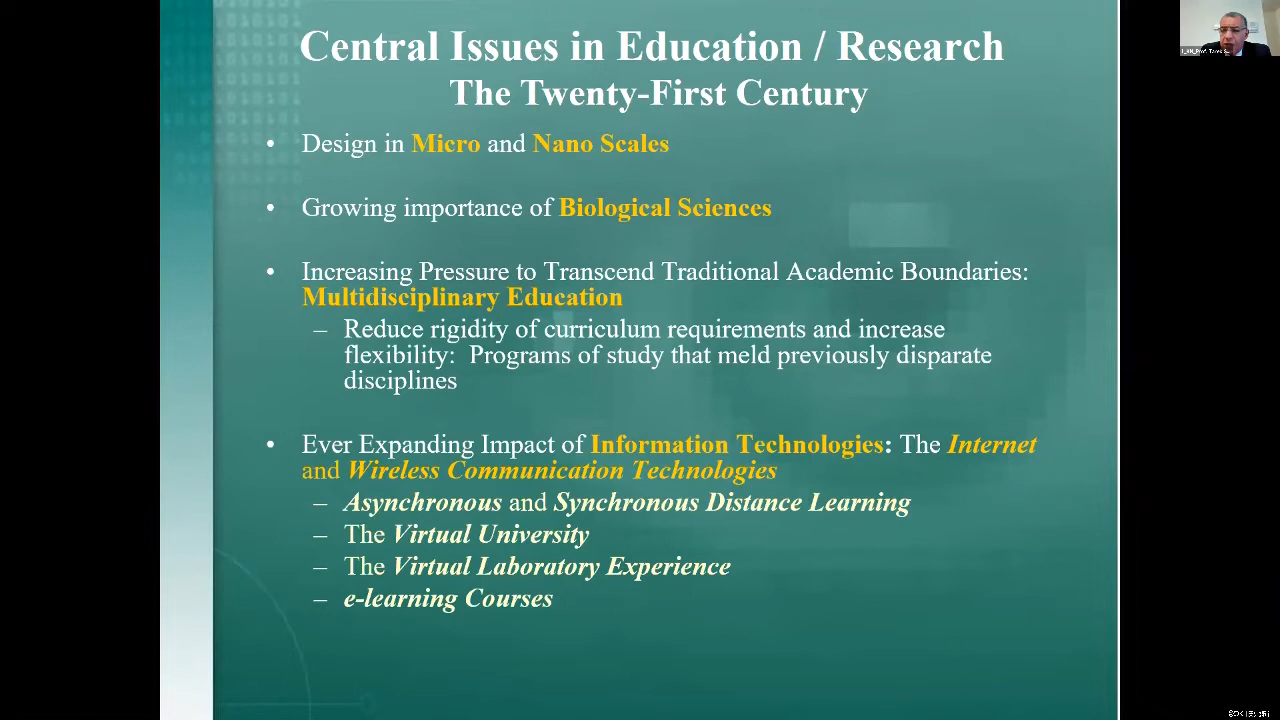 Central Issues in Education / Research
The Twenty-First Century
• Design in Micro and Nano Scales
• Growing importance of Biological Sciences
• Increasing Pressure to Transcend Traditional Academic Boundaries:
Multidisciplinary Education
– Reduce rigidity of curriculum requirements and increase
flexibility: Programs of study that meld previously disparate
disciplines
• Ever Expanding Impact of Information Technologies: The Internet
and Wireless Communication Technologies
– Asynchronous and Synchronous Distance Learning
– The Virtual University
– The Virtual Laboratory Experience
– e-learning Courses